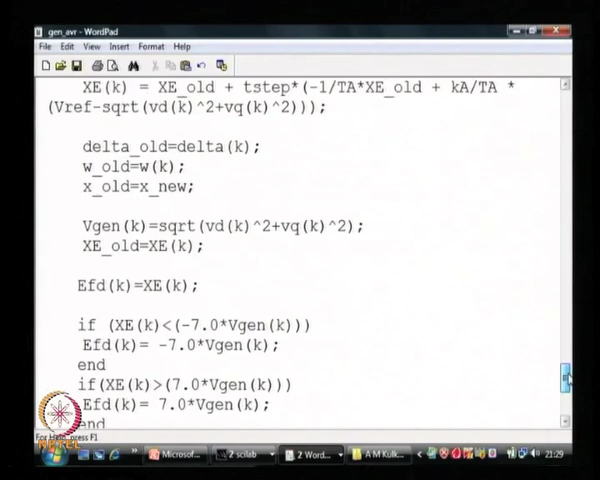 gen_avr - WordPad
File Edit View Insert Format Help
XE(k) = XE_old + tstep*(-1/TA*XE_old + kA/TA *
(Vref-sqrt(vd(k)^2+vq(k)^2)));
delta_old=delta(k);
w_old=w(k);
x_old=x_new;
Vgen(k)=sqrt(vd(k)^2+vq(k)^2);
XE_old=XE(k);
Efd(k)=XE(k);
if (XE(k)<(-7.0*Vgen(k)))
Efd(k)= -7.0*Vgen(k);
end
if(XE(k)>(7.0*Vgen(k)))
Efd(k)= 7.0*Vgen(k);
end
For Help, press F1
NPTEL
Microsof...
2 scilab
2 Word...
A M Kulk...
21:29